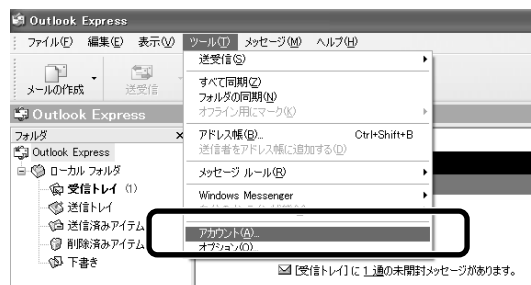 Outlook Express
ファイル(F) 編集(E) 表示(V) ツール(T) メッセージ(M) ヘルプ(H)
送受信(S)
メールの作成 送受信
すべて同期(Z)
フォルダの同期(N)
オフライン用にマーク(K)
Outlook Express
フォルダ ×
アドレス帳(B)... Ctrl+Shift+B
送信者をアドレス帳に追加する(D)
Outlook Express
ローカル フォルダ
メッセージ ルール(R)
受信トレイ (1)
Windows Messenger
送信トレイ
送信済みアイテム
アカウント(A)...
削除済みアイテム
オプション(O)...
下書き
[受信トレイ] に 1 通の未開封メッセージがあります。